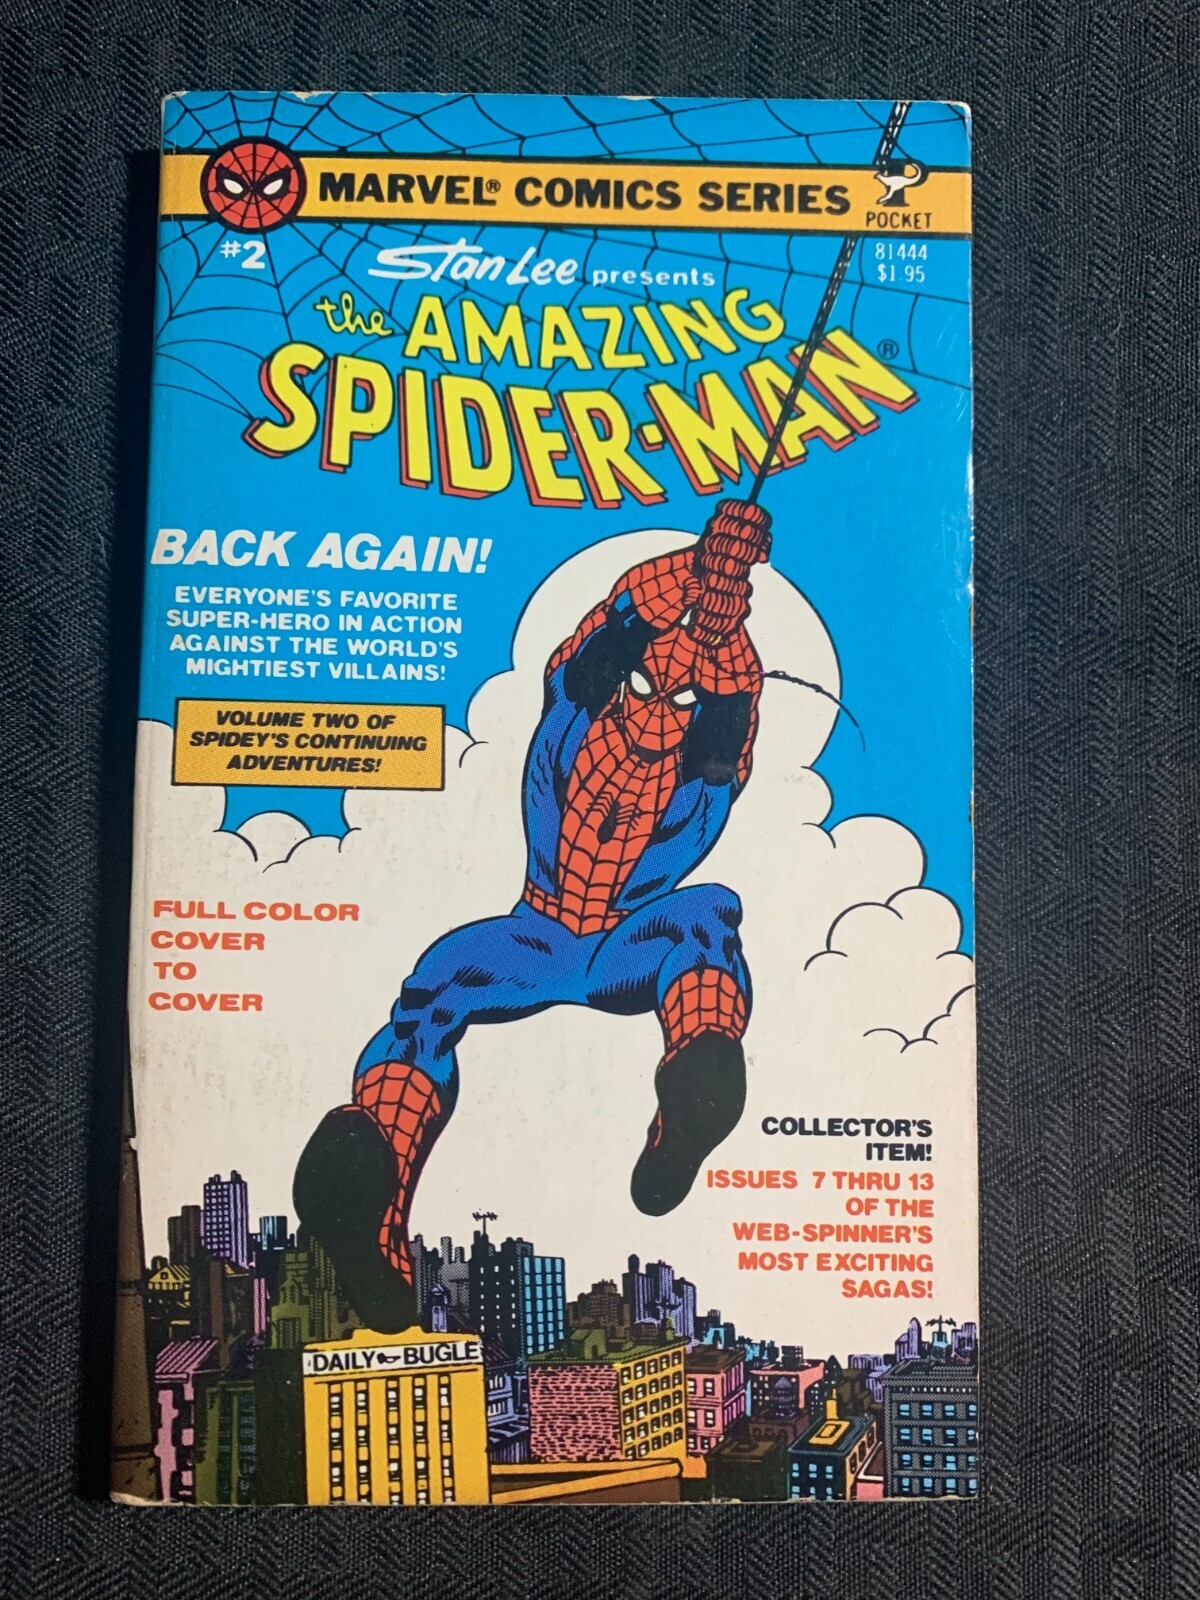 MARVEL® COMICS SERIES
POCKET
#2
81444
$1.95
Stan Lee presents
the AMAZING
SPIDER-MAN®
BACK AGAIN!
EVERYONE'S FAVORITE
SUPER-HERO IN ACTION
AGAINST THE WORLD'S
MIGHTIEST VILLAINS!
VOLUME TWO OF
SPIDEY'S CONTINUING
ADVENTURES!
FULL COLOR
COVER
TO
COVER
COLLECTOR'S
ITEM!
ISSUES 7 THRU 13
OF THE
WEB-SPINNER'S
MOST EXCITING
SAGAS!
DAILY BUGLE